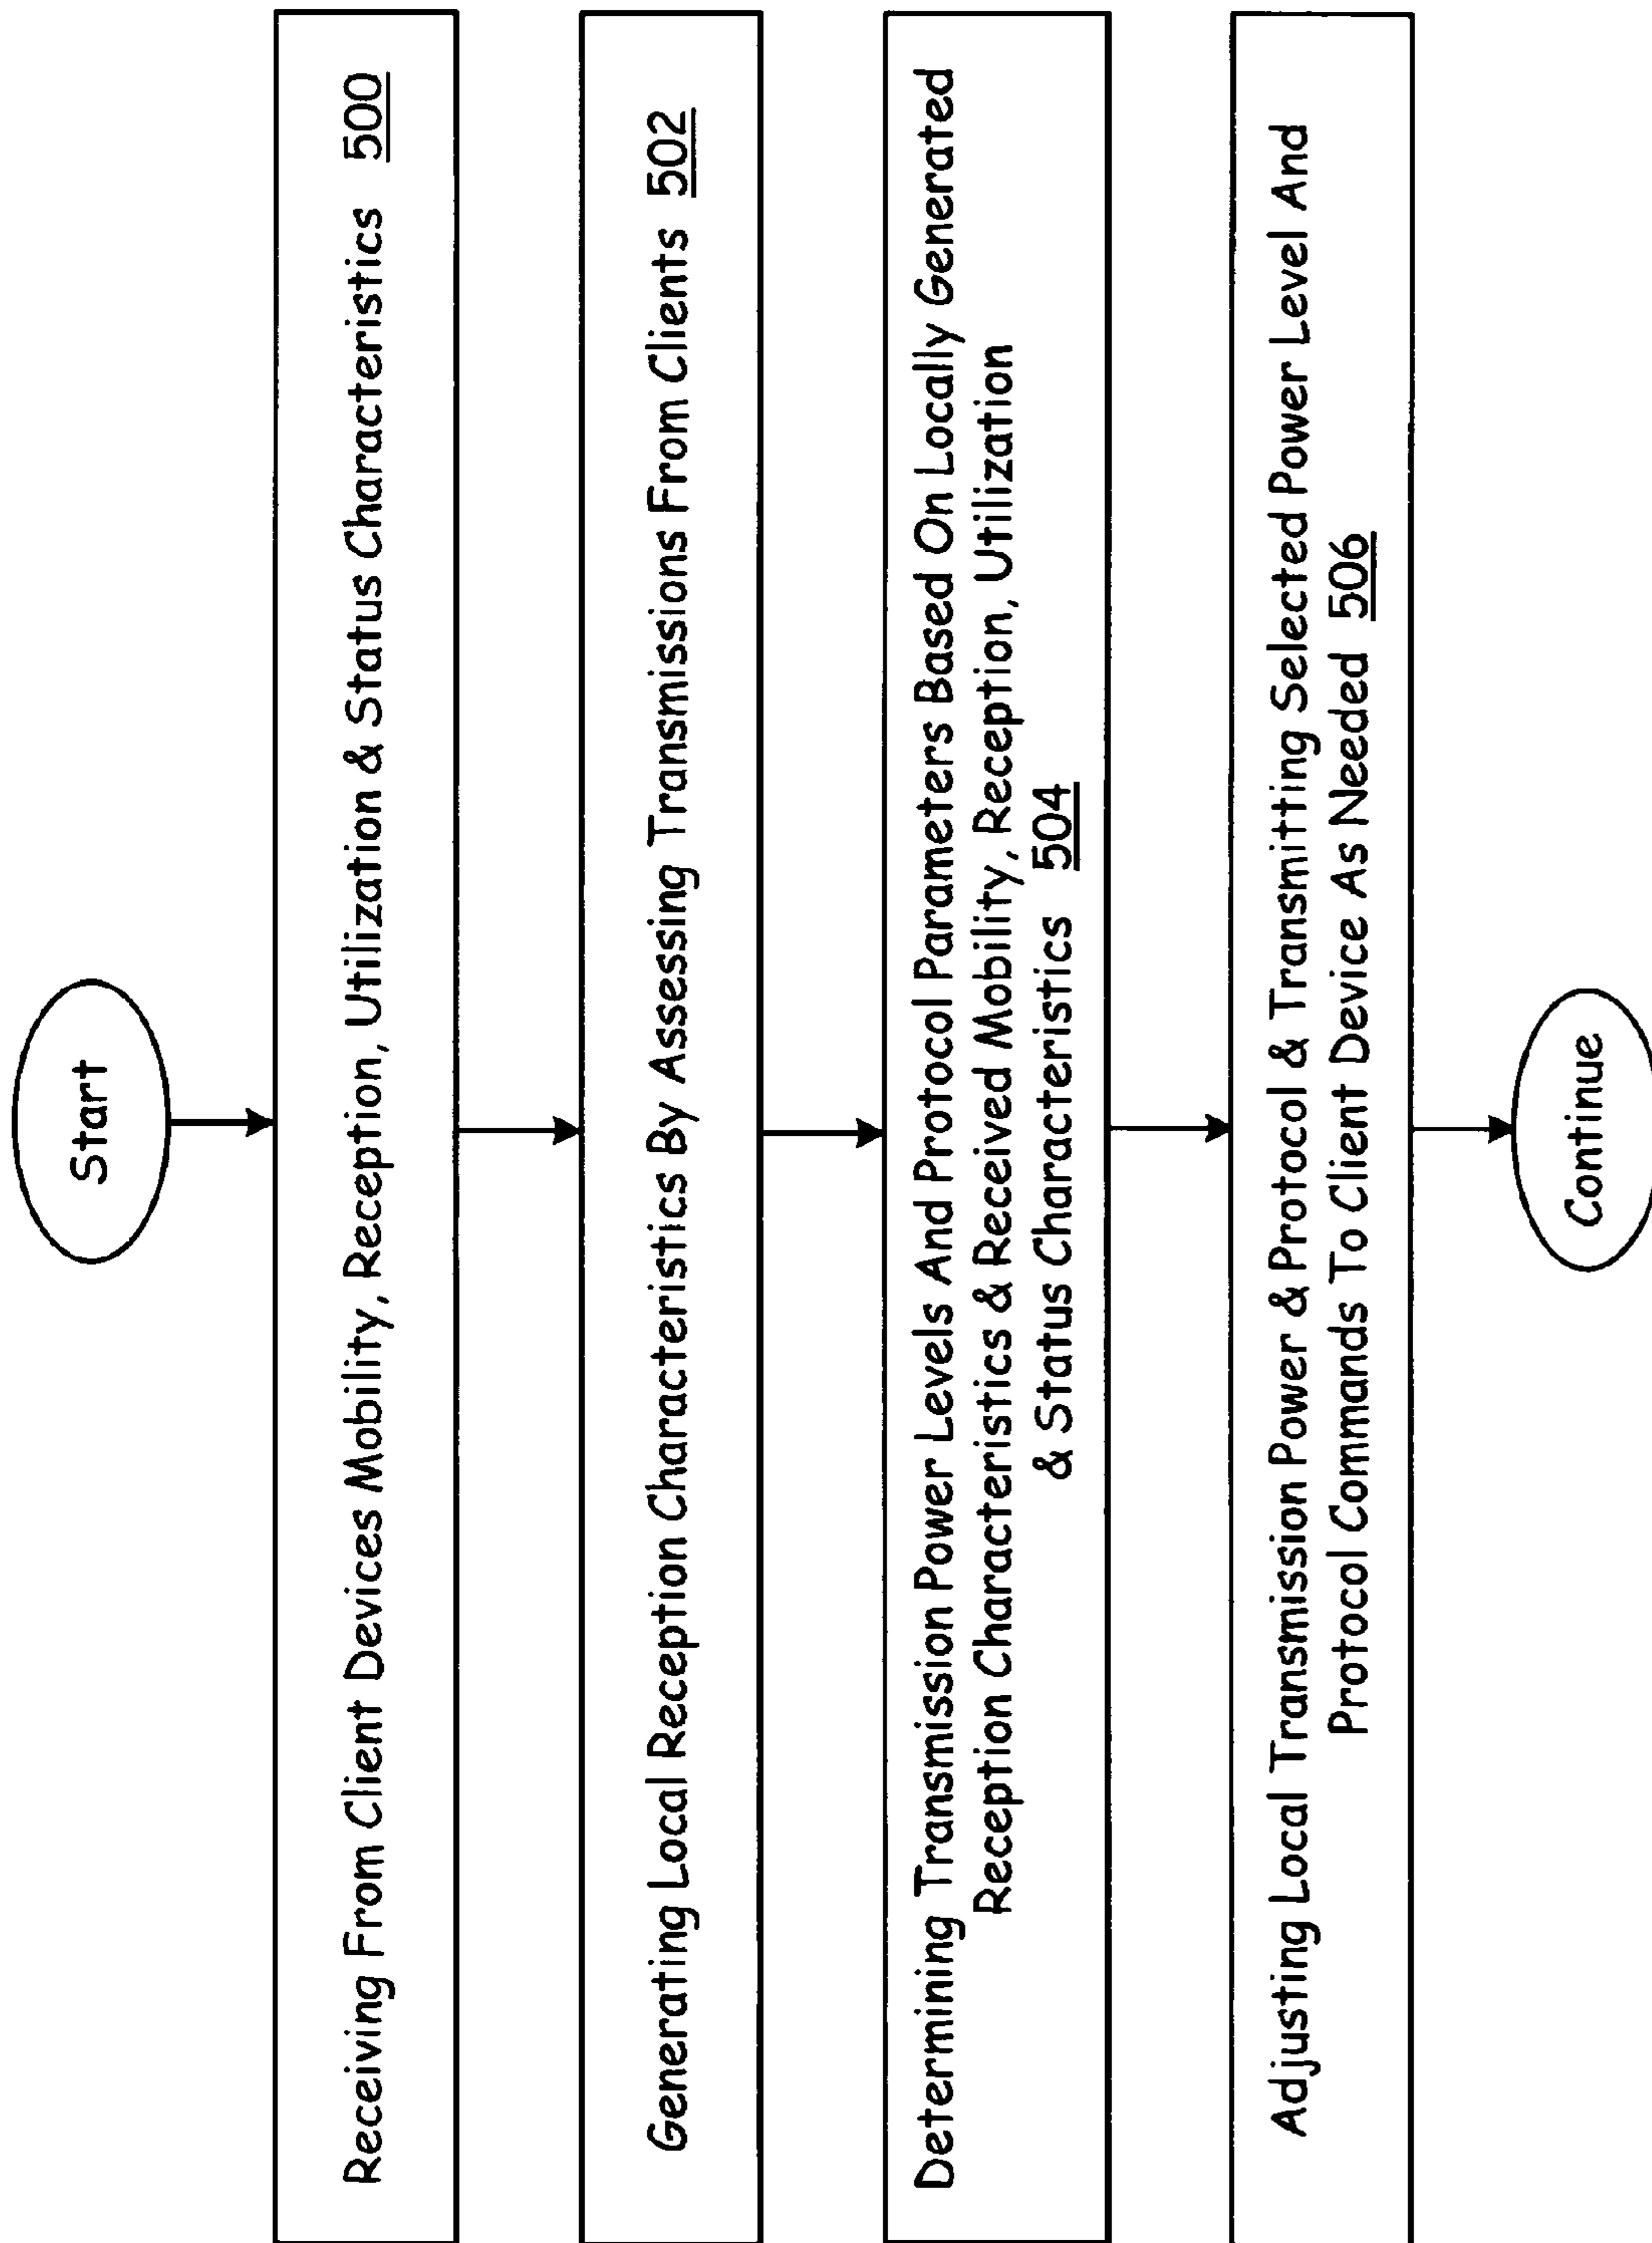 Start
Receiving From Client Devices Mobility, Reception, Utilization & Status Characteristics 500
Generating Local Reception Characteristics By Assessing Transmissions From Clients 502
Determining Transmission Power Levels And Protocol Parameters Based On Locally Generated
Reception Characteristics & Received Mobility, Reception, Utilization
& Status Characteristics 504
Adjusting Local Transmission Power & Protocol & Transmitting Selected Power Level And
Protocol Commands To Client Device As Needed 506
Continue